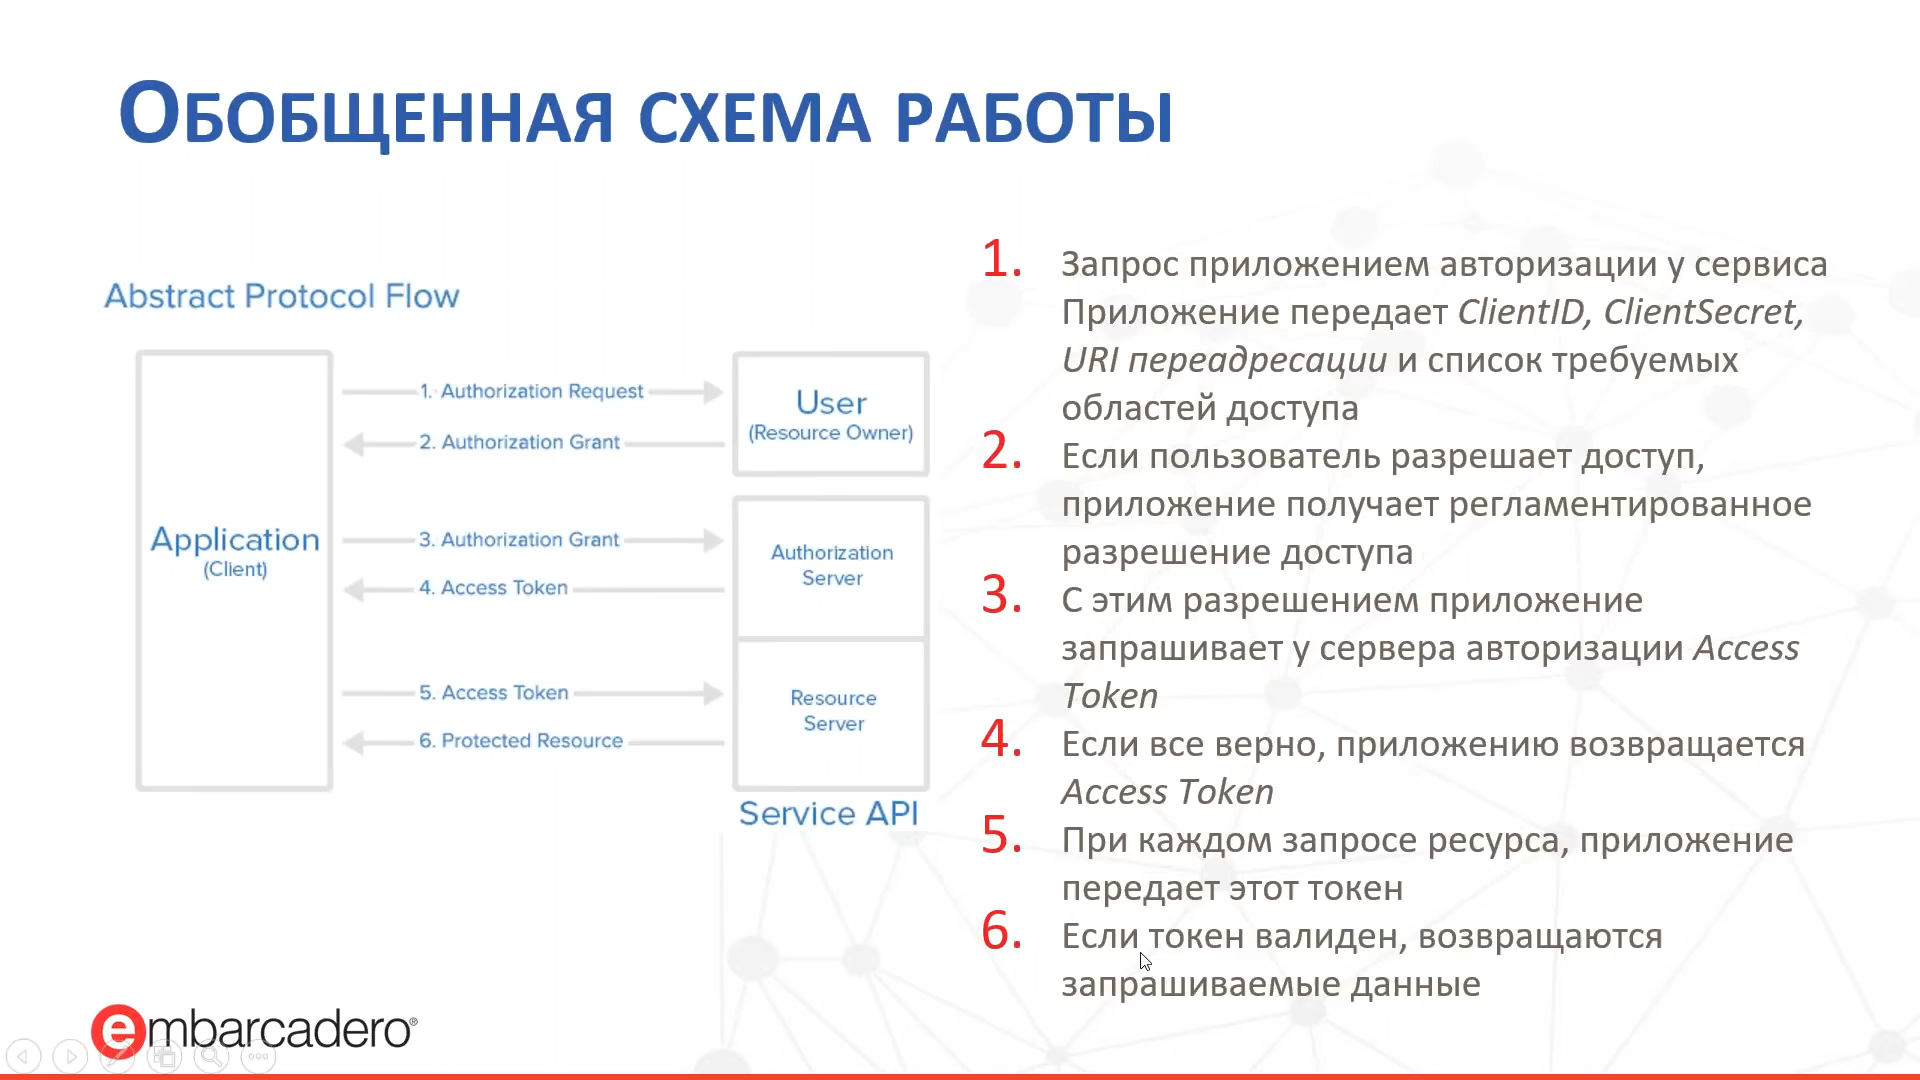 Обобщенная схема работы
Abstract Protocol Flow
Application
(Client)
1. Authorization Request
2. Authorization Grant
3. Authorization Grant
4. Access Token
5. Access Token
6. Protected Resource
User
(Resource Owner)
Authorization
Server
Resource
Server
Service API
1. Запрос приложением авторизации у сервиса
Приложение передает ClientID, ClientSecret,
URI переадресации и список требуемых
областей доступа
2. Если пользователь разрешает доступ,
приложение получает регламентированное
разрешение доступа
3. С этим разрешением приложение
запрашивает у сервера авторизации Access
Token
4. Если все верно, приложению возвращается
Access Token
5. При каждом запросе ресурса, приложение
передает этот токен
6. Если токен валиден, возвращаются
запрашиваемые данные
embarcadero®